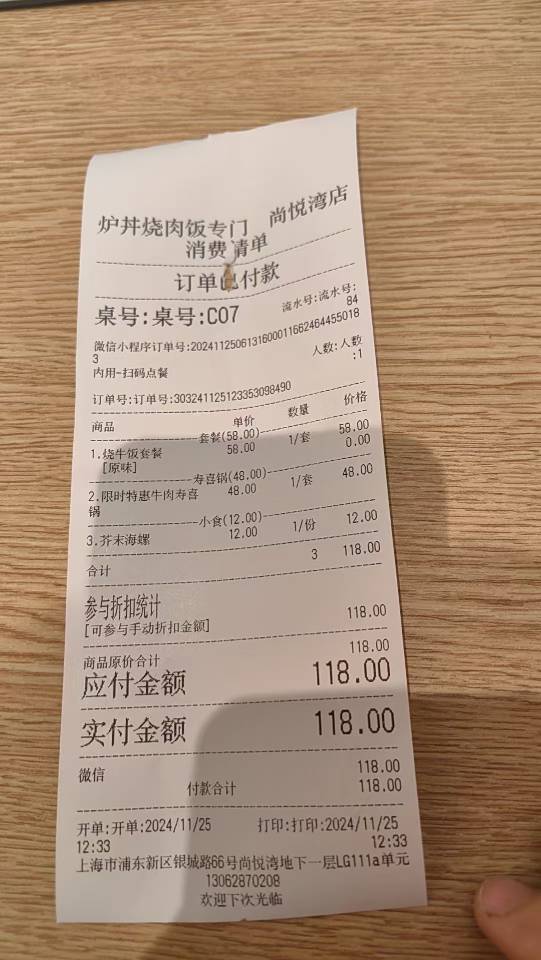 炉丼烧肉饭专门 尚悦湾店
消费清单
订单已付款
桌号:桌号:C07 流水号:流水号:
84
微信小程序订单号:2024112506131600011662464455018
3
内用-扫码点餐 人数:人数
:1
订单号:订单号:303241125123353098490
商品 单价 数量 价格
套餐(58.00)
1.烧牛饭套餐 58.00 1/套 58.00
[原味] 0.00
寿喜锅(48.00)
2.限时特惠牛肉寿喜 48.00 1/套 48.00
锅
小食(12.00)
3.芥末海螺 12.00 1/份 12.00
合计 3 118.00
参与折扣统计
[可参与手动折扣金额] 118.00
商品原价合计 118.00
应付金额 118.00
实付金额 118.00
微信 118.00
付款合计 118.00
开单:开单:2024/11/25 打印:打印:2024/11/25
12:33 12:33
上海市浦东新区银城路66号尚悦湾地下一层LG111a单元
13062870208
欢迎下次光临